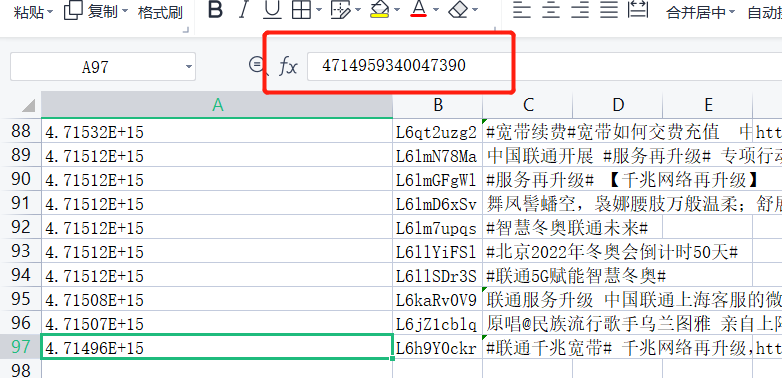 粘贴 复制 格式刷 B I U A 合并居中 自动
A97 fx 4714959340047390
A B C D E
88 4.71532E+15 L6qt2uzg2 #宽带续费#宽带如何交费充值 htt
89 4.71512E+15 L6lmN78Ma 中国联通开展 #服务再升级# 专项行动
90 4.71512E+15 L6lmGFgWl #服务再升级# 【千兆网络再升级】
91 4.71512E+15 L6lmD6xSv 舞风髻蟠空，袅娜腰肢万般温柔；舒
92 4.71512E+15 L6lm7upqs #智慧冬奥联通未来#
93 4.71512E+15 L6llYiFSl #北京2022年冬奥会倒计时50天#
94 4.71512E+15 L6llSDr3S #联通5G赋能智慧冬奥#
95 4.71508E+15 L6kaRv0V9 联通服务升级 中国联通上海客服的微
96 4.71507E+15 L6jZ1cblq 原唱@民族流行歌手乌兰图雅 亲自上
97 4.71496E+15 L6h9Y0ckr #联通千兆宽带# 千兆网络再升级,htt
98